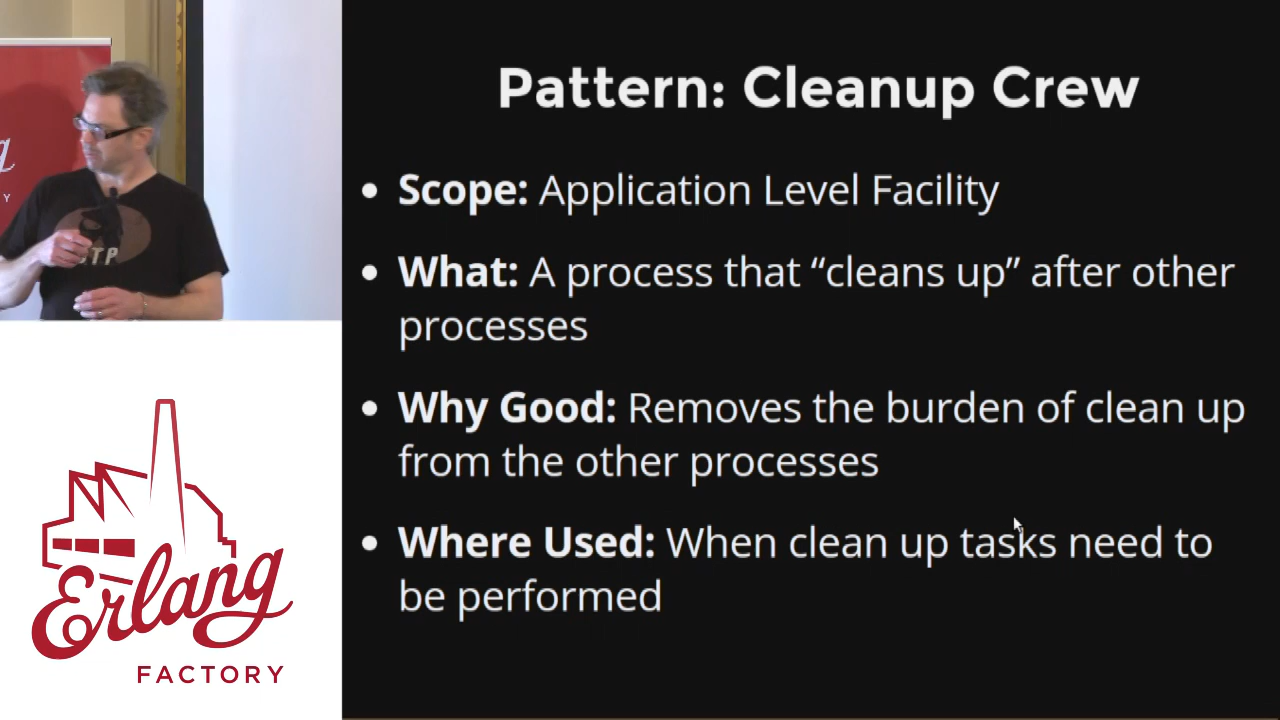 Pattern: Cleanup Crew
Scope: Application Level Facility
What: A process that “cleans up” after other
processes
Why Good: Removes the burden of clean up
from the other processes
Where Used: When clean up tasks need to
be performed
Erlang
FACTORY